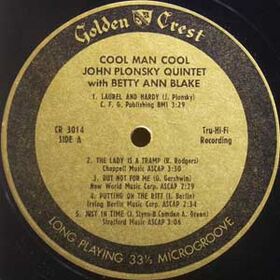 Golden Crest
COOL MAN COOL
JOHN PLONSKY QUINTET
with BETTY ANN BLAKE
1. LAUREL AND HARDY (J. Plonsky)
C. F. G. Publishing BMI 3:29
CR 3014
SIDE A
Tru-Hi-Fi
Recording
2. THE LADY IS A TRAMP (R. Rodgers)
Chappell Music ASCAP 3:30
3. BUT NOT FOR ME (G. Gershwin)
New World Music Corp. ASCAP 2:29
4. PUTTING ON THE RITZ (I. Berlin)
Irving Berlin Music Corp. ASCAP 2:34
5. JUST IN TIME (J. Styne-B. Comden A. Green)
Stratford Music ASCAP 3:06
LONG PLAYING 33⅓ MICROGROOVE